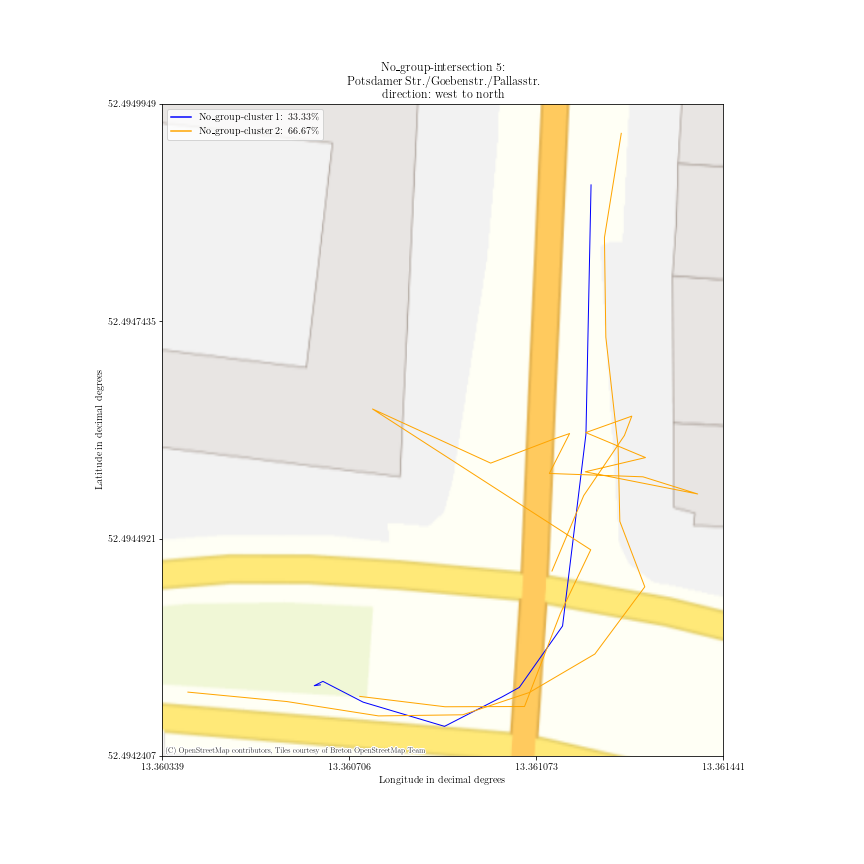 No_group-intersection 5:
Potsdamer Str./Goebenstr./Pallasstr.
direction: west to north
No_group-cluster 1: 33.33%
No_group-cluster 2: 66.67%
52.4949949
52.4947435
52.4944921
52.4942407
Latitude in decimal degrees
(C) OpenStreetMap contributors, Tiles courtesy of Breton OpenStreetMap Team
13.360339
13.360706
13.361073
13.361441
Longitude in decimal degrees